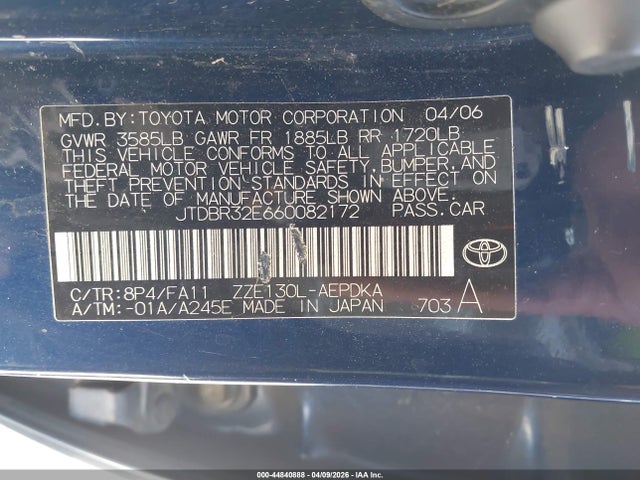 MFD.BY:TOYOTA MOTOR CORPORATION 04/06
GVWR 3585LB GAWR FR 1885LB RR 1720LB
THIS VEHICLE CONFORMS TO ALL APPLICABLE
FEDERAL MOTOR VEHICLE SAFETY,BUMPER,AND
THEFT PREVENTION STANDARDS IN EFFECT ON
THE DATE OF MANUFACTURE SHOWN ABOVE.
JTDBR32E660082172 PASS.CAR
C/TR:8P4/FA11 ZZE130L-AEPDKA
A/TM:-01A/A245E MADE IN JAPAN 703 A
000-44840888 - 04/09/2026 - IAA Inc.